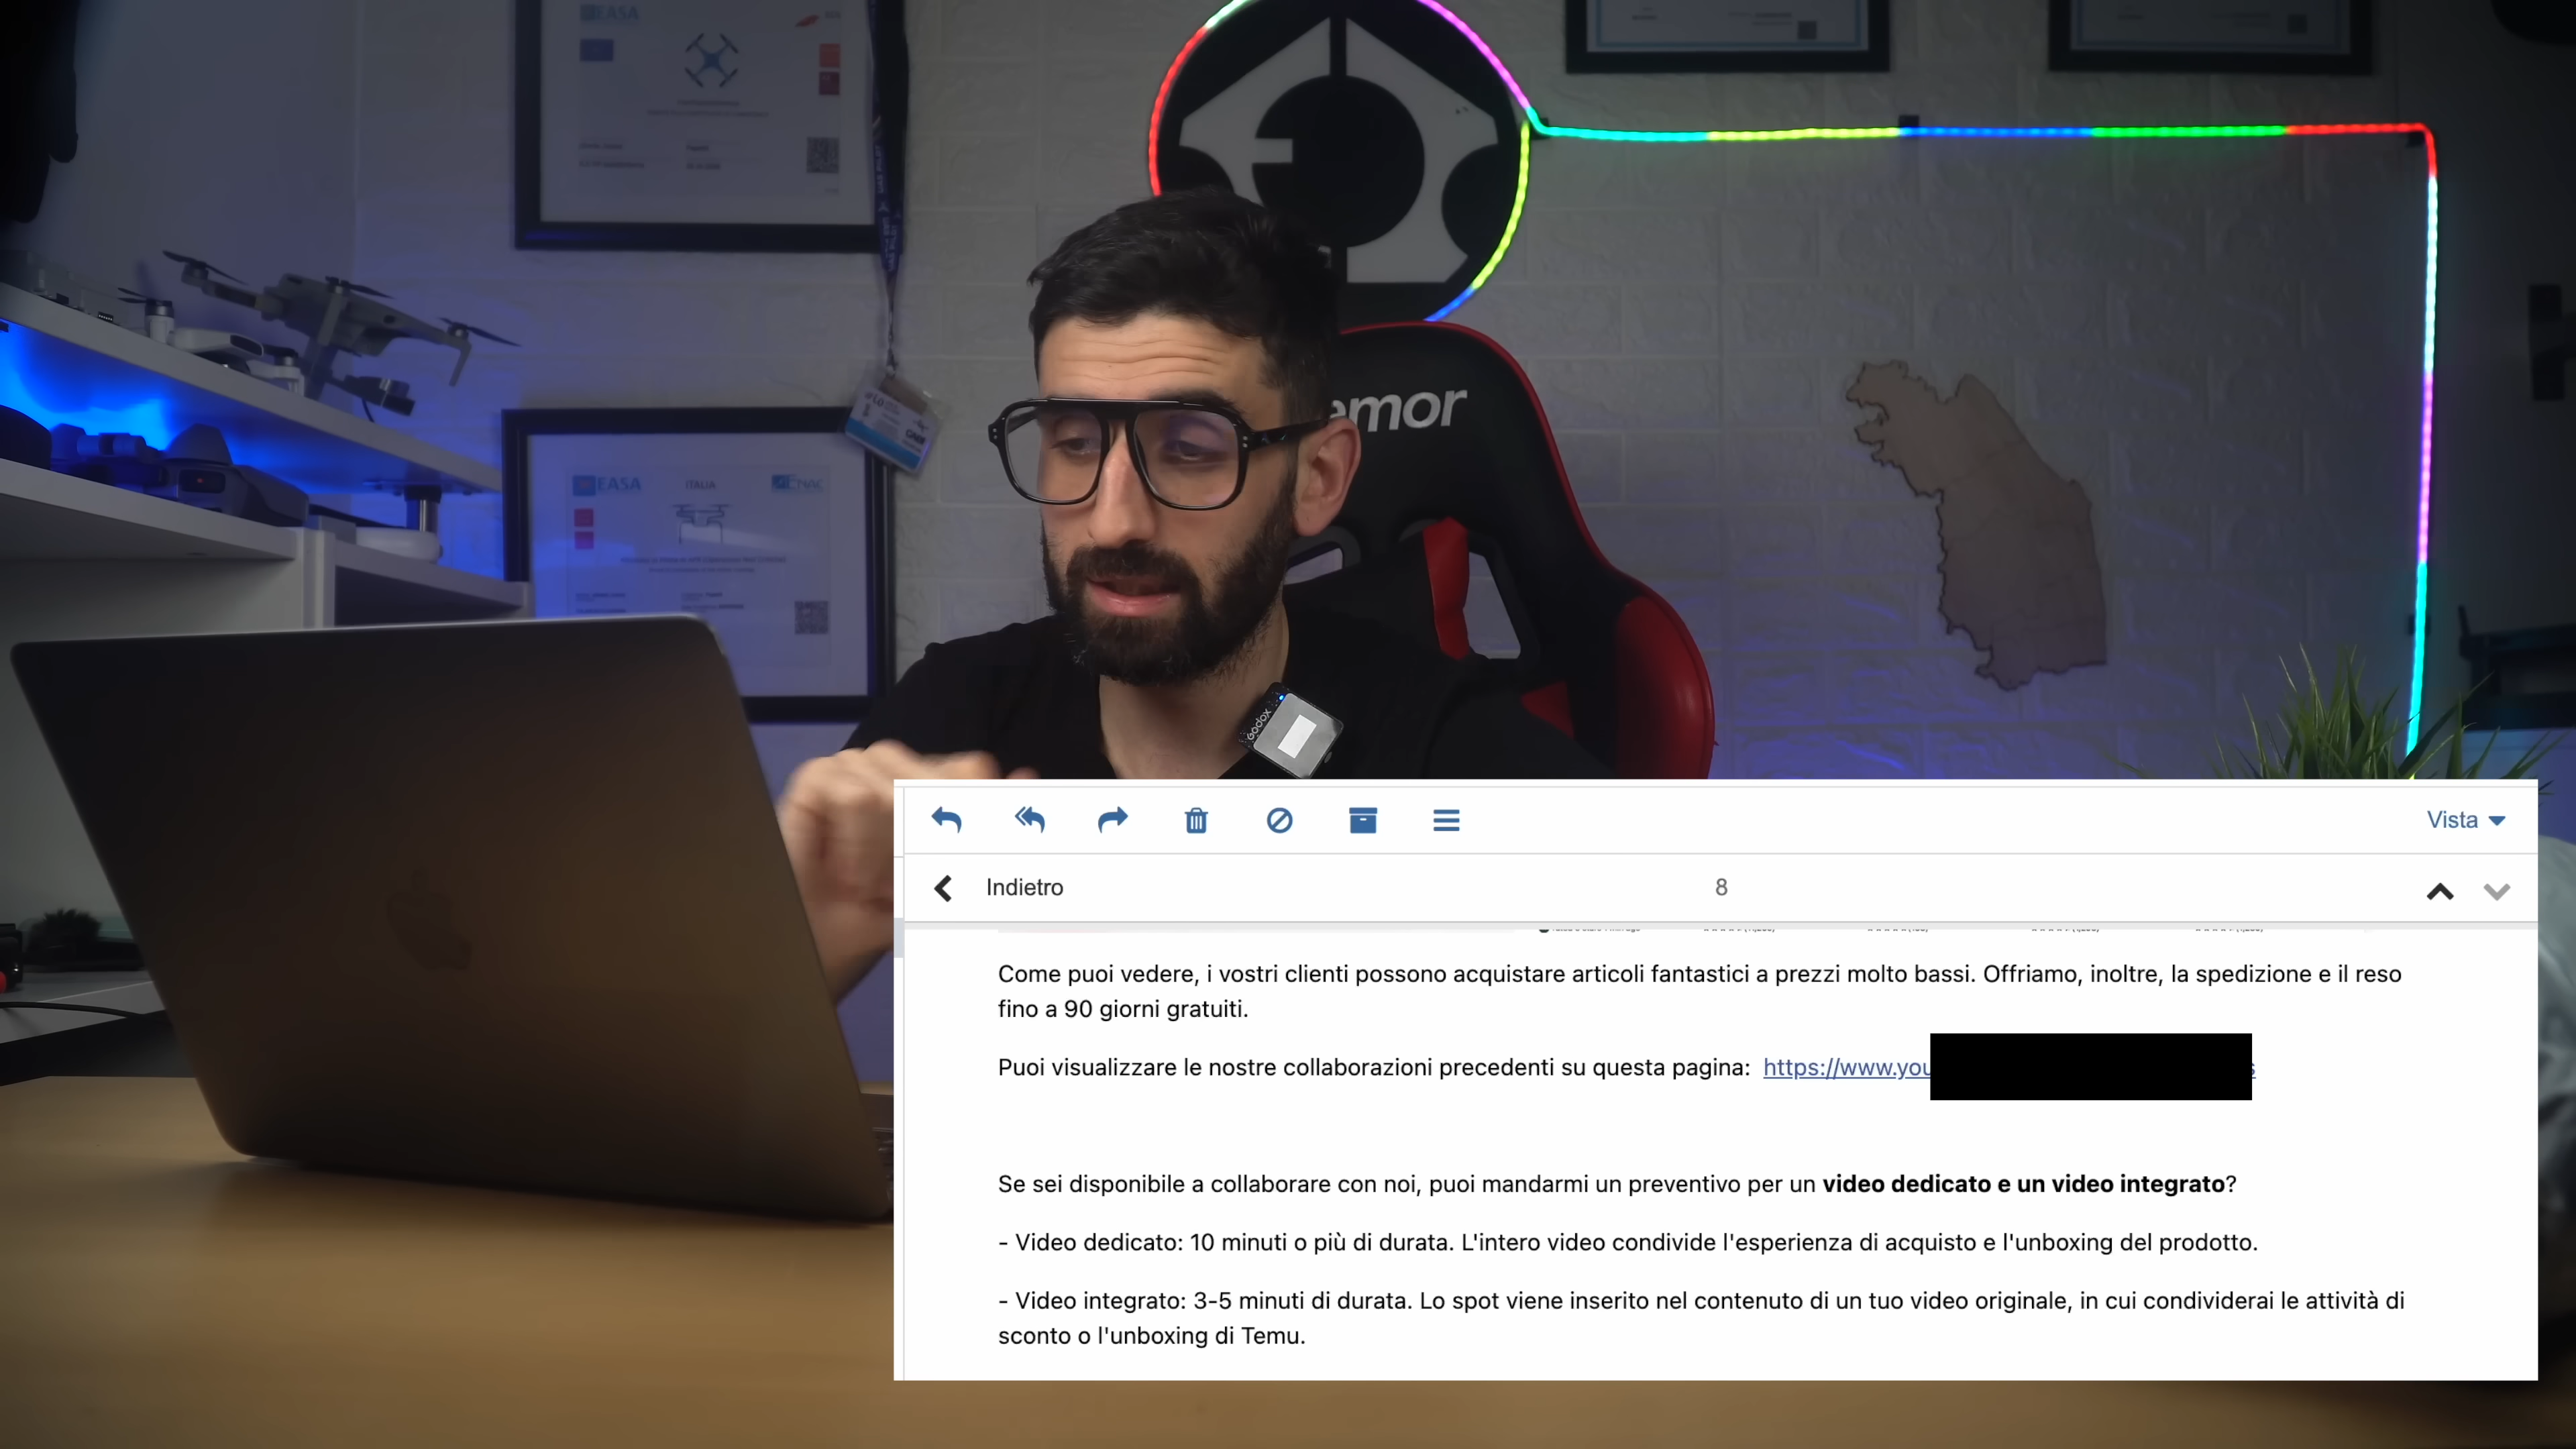 EASA
emor
EASA
ITALIA
ENAC
Godox
Vista
Indietro
8
Come puoi vedere, i vostri clienti possono acquistare articoli fantastici a prezzi molto bassi. Offriamo, inoltre, la spedizione e il reso
fino a 90 giorni gratuiti.
Puoi visualizzare le nostre collaborazioni precedenti su questa pagina: https://www.you
Se sei disponibile a collaborare con noi, puoi mandarmi un preventivo per un video dedicato e un video integrato?
- Video dedicato: 10 minuti o più di durata. L'intero video condivide l'esperienza di acquisto e l'unboxing del prodotto.
- Video integrato: 3-5 minuti di durata. Lo spot viene inserito nel contenuto di un tuo video originale, in cui condividerai le attività di
sconto o l'unboxing di Temu.